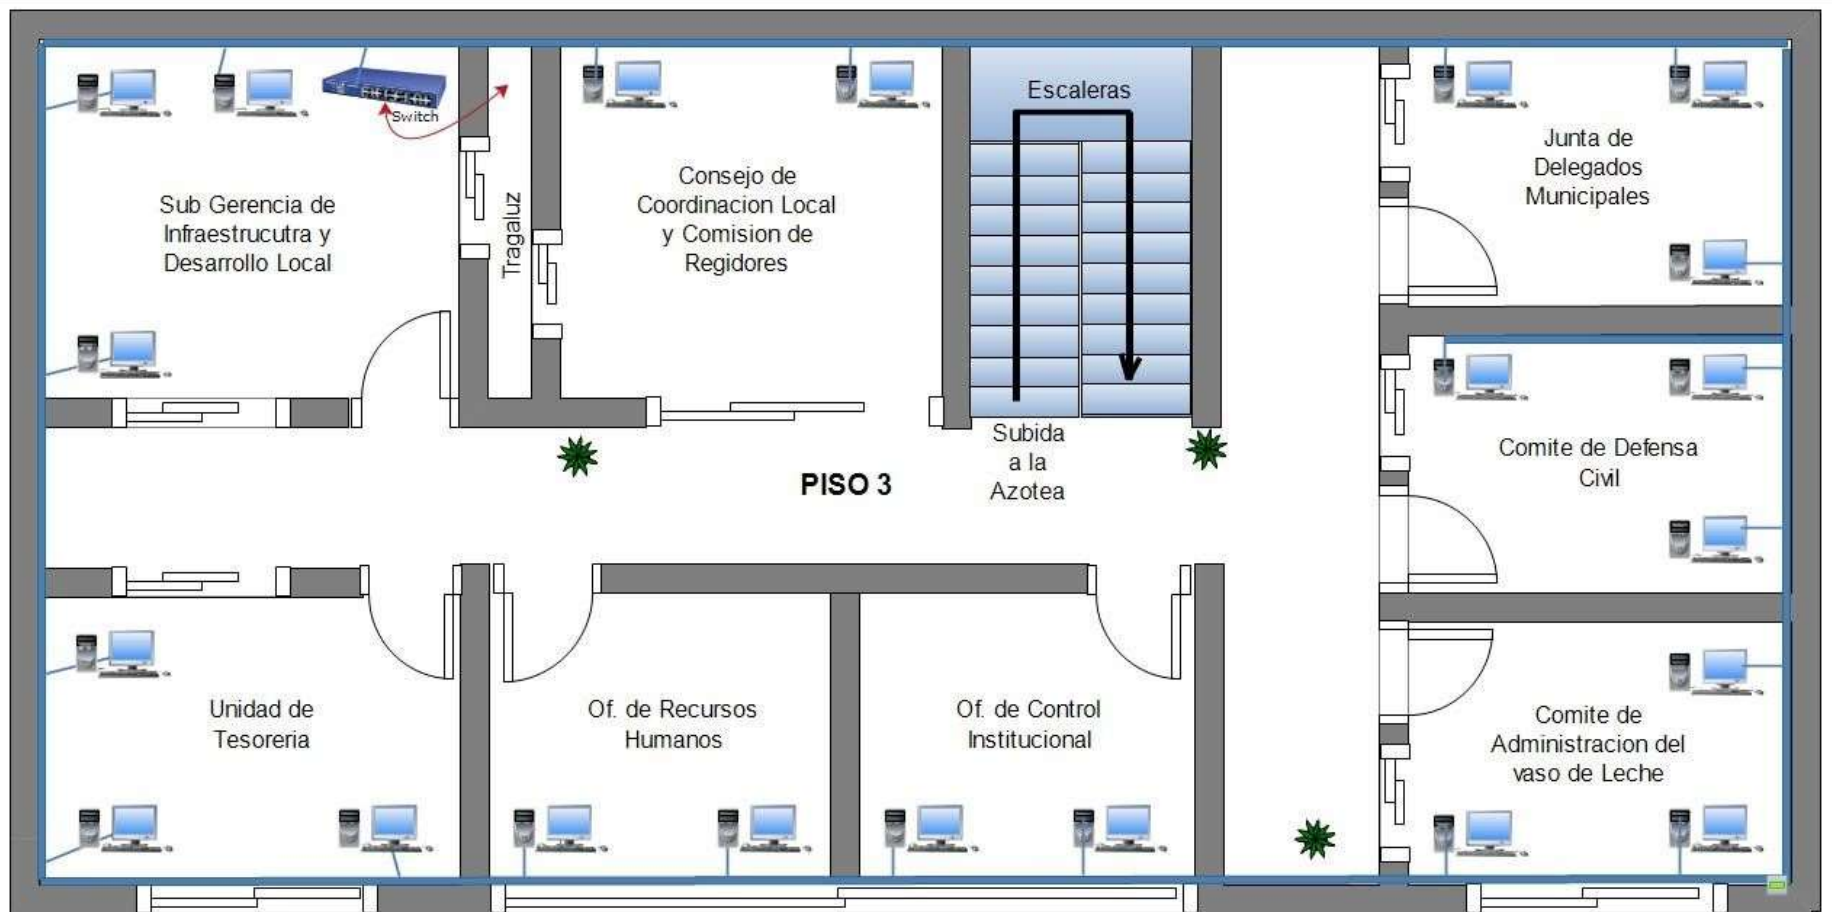 Switch
Escaleras
Junta de
Delegados
Municipales
Consejo de
Coordinacion Local
y Comision de
Regidores
Sub Gerencia de
Infraestrucutra y
Desarrollo Local
Tragaluz
Subida
a la
Azotea
PISO 3
Comite de Defensa
Civil
Unidad de
Tesoreria
Of. de Recursos
Humanos
Of. de Control
Institucional
Comite de
Administracion del
vaso de Leche